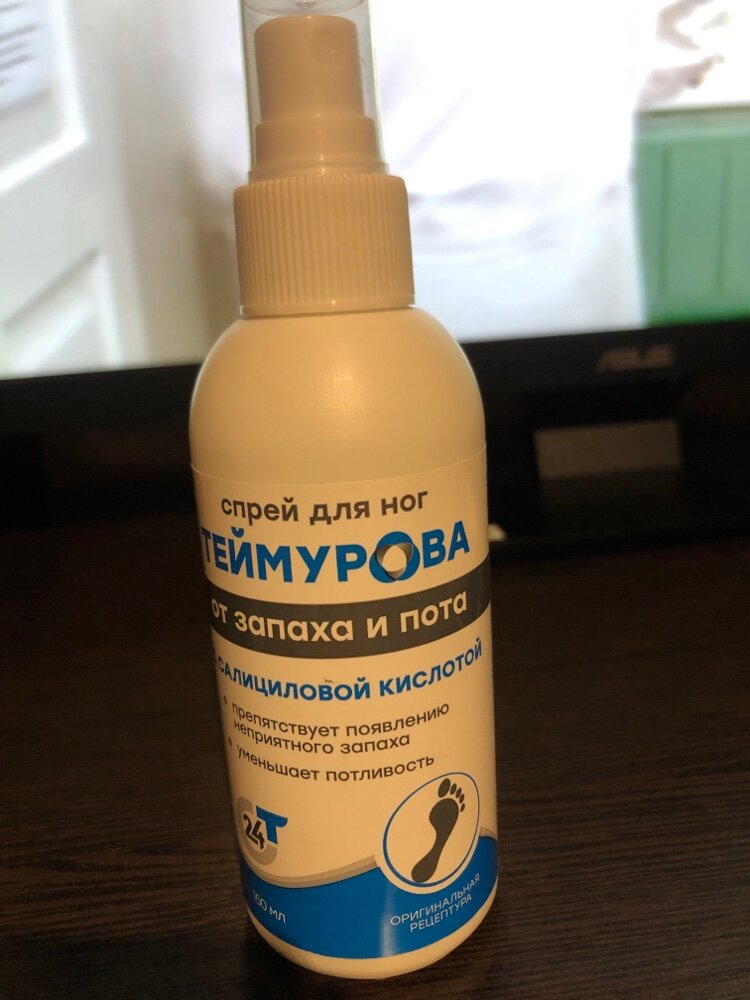 ASUS
спрей для ног
ТЕЙМУРОВА
от запаха и пота
с САЛИЦИЛОВОЙ КИСЛОТОЙ
• препятствует появлению
неприятного запаха
• уменьшает потливость
24 Т
150 мл
ОРИГИНАЛЬНАЯ
РЕЦЕПТУРА